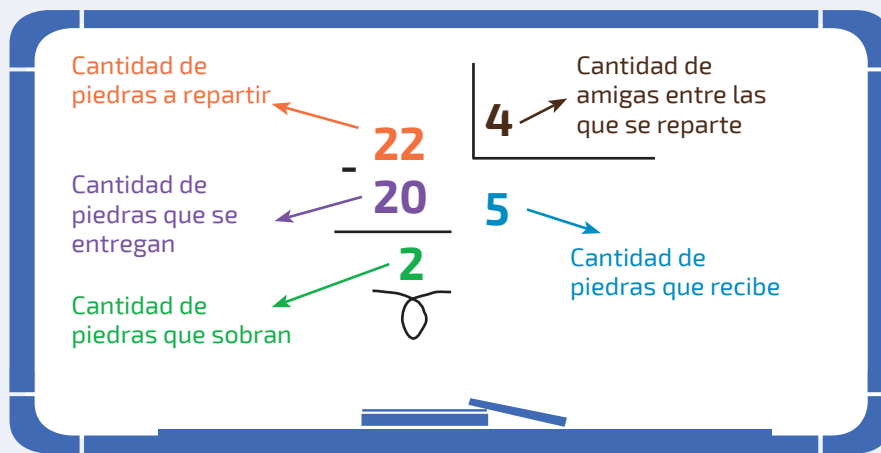 Cantidad de
piedras a repartir
22
4
Cantidad de
amigas entre las
que se reparte
-
Cantidad de
piedras que se
entregan
20
5
Cantidad de
piedras que recibe
2
Cantidad de
piedras que sobran